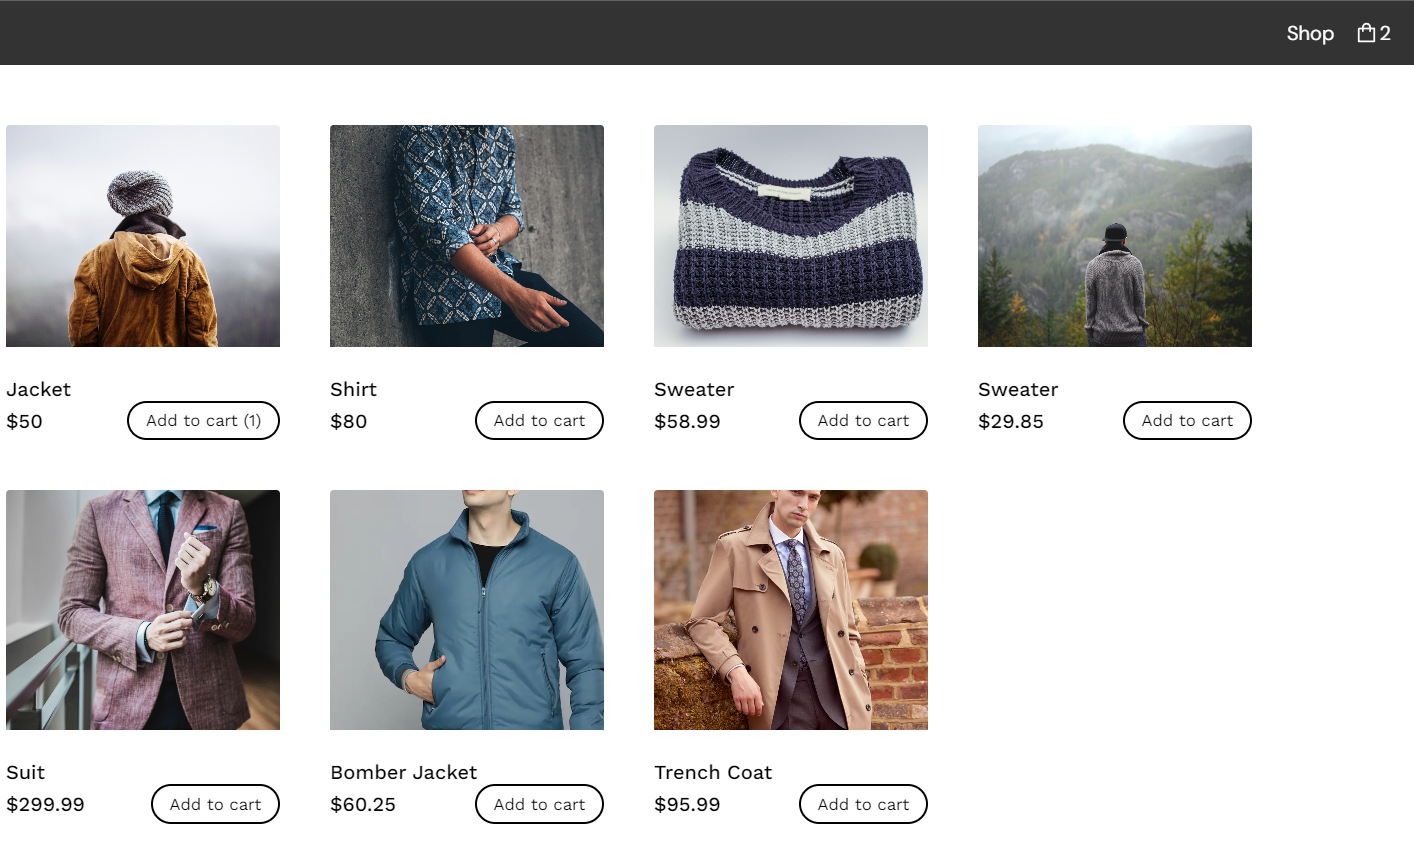 Shop 2
Jacket
$50 Add to cart (1)
Shirt
$80 Add to cart
Sweater
$58.99 Add to cart
Sweater
$29.85 Add to cart
Suit
$299.99 Add to cart
Bomber Jacket
$60.25 Add to cart
Trench Coat
$95.99 Add to cart